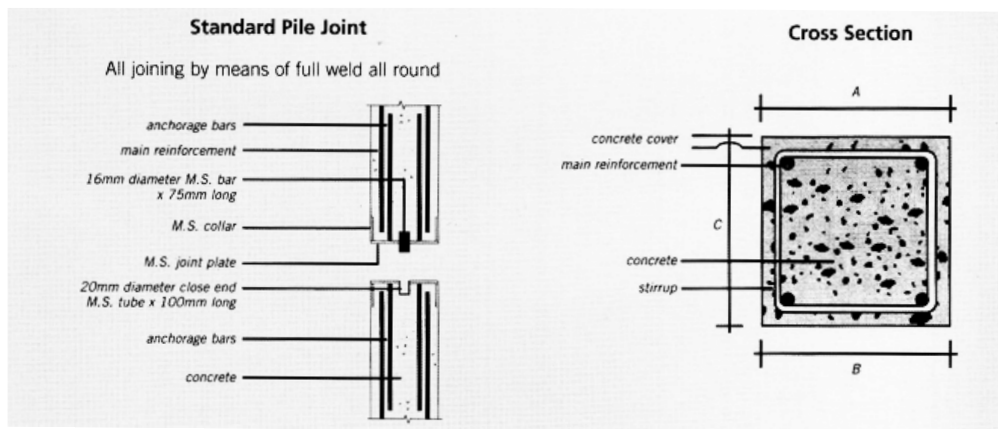 Standard Pile Joint
All joining by means of full weld all round
anchorage bars
main reinforcement
16mm diameter M.S. bar
x 75mm long
M.S. collar
M.S. joint plate
20mm diameter close end
M.S. tube x 100mm long
anchorage bars
concrete
Cross Section
A
concrete cover
main reinforcement
C
concrete
stirrup
B